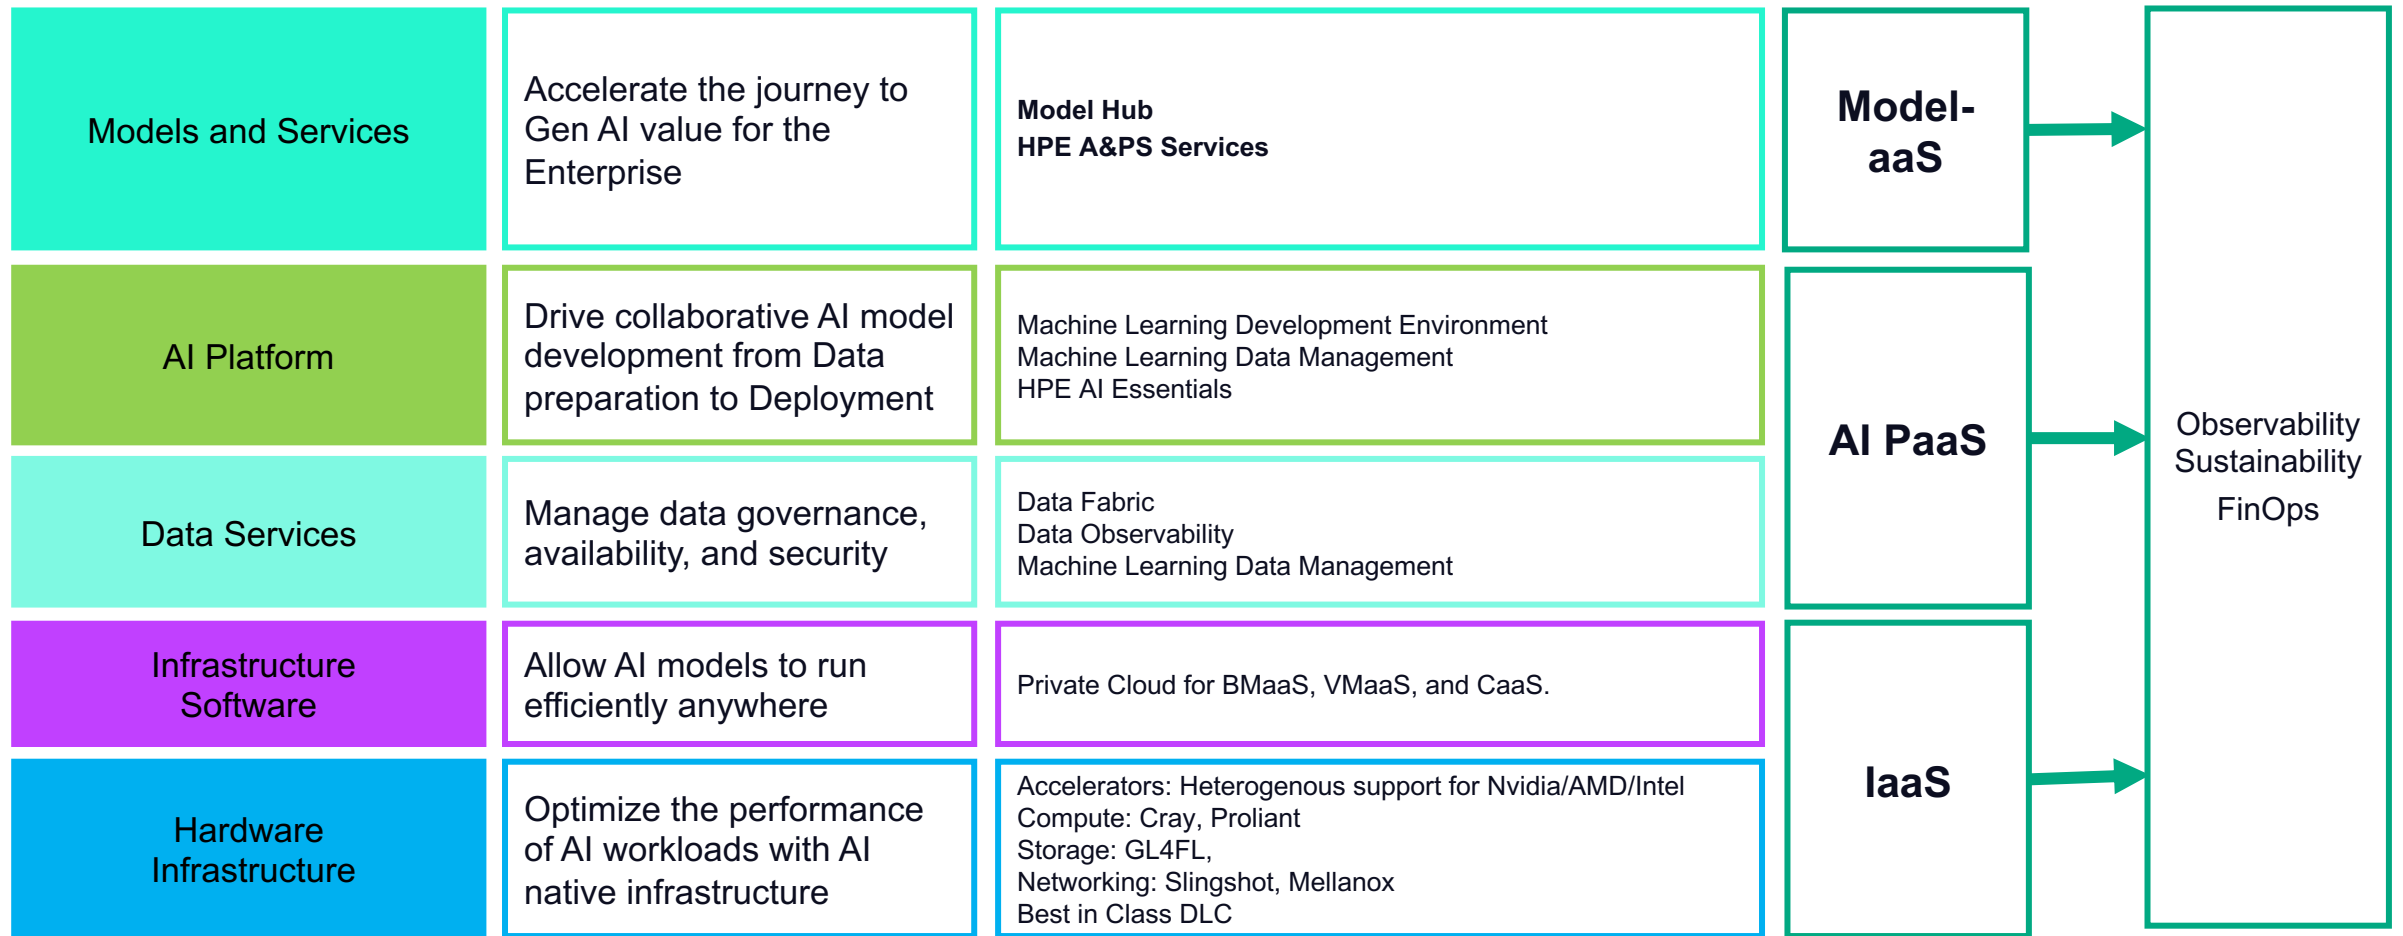 Models and Services
Accelerate the journey to
Gen AI value for the
Enterprise
Model Hub
HPE A&PS Services
Model-
aaS
AI Platform
Drive collaborative AI model
development from Data
preparation to Deployment
Machine Learning Development Environment
Machine Learning Data Management
HPE AI Essentials
AI PaaS
Data Services
Manage data governance,
availability, and security
Data Fabric
Data Observability
Machine Learning Data Management
Infrastructure
Software
Allow AI models to run
efficiently anywhere
Private Cloud for BMaaS, VMaaS, and CaaS.
IaaS
Hardware
Infrastructure
Optimize the performance
of AI workloads with AI
native infrastructure
Accelerators: Heterogenous support for Nvidia/AMD/Intel
Compute: Cray, Proliant
Storage: GL4FL,
Networking: Slingshot, Mellanox
Best in Class DLC
Observability
Sustainability
FinOps